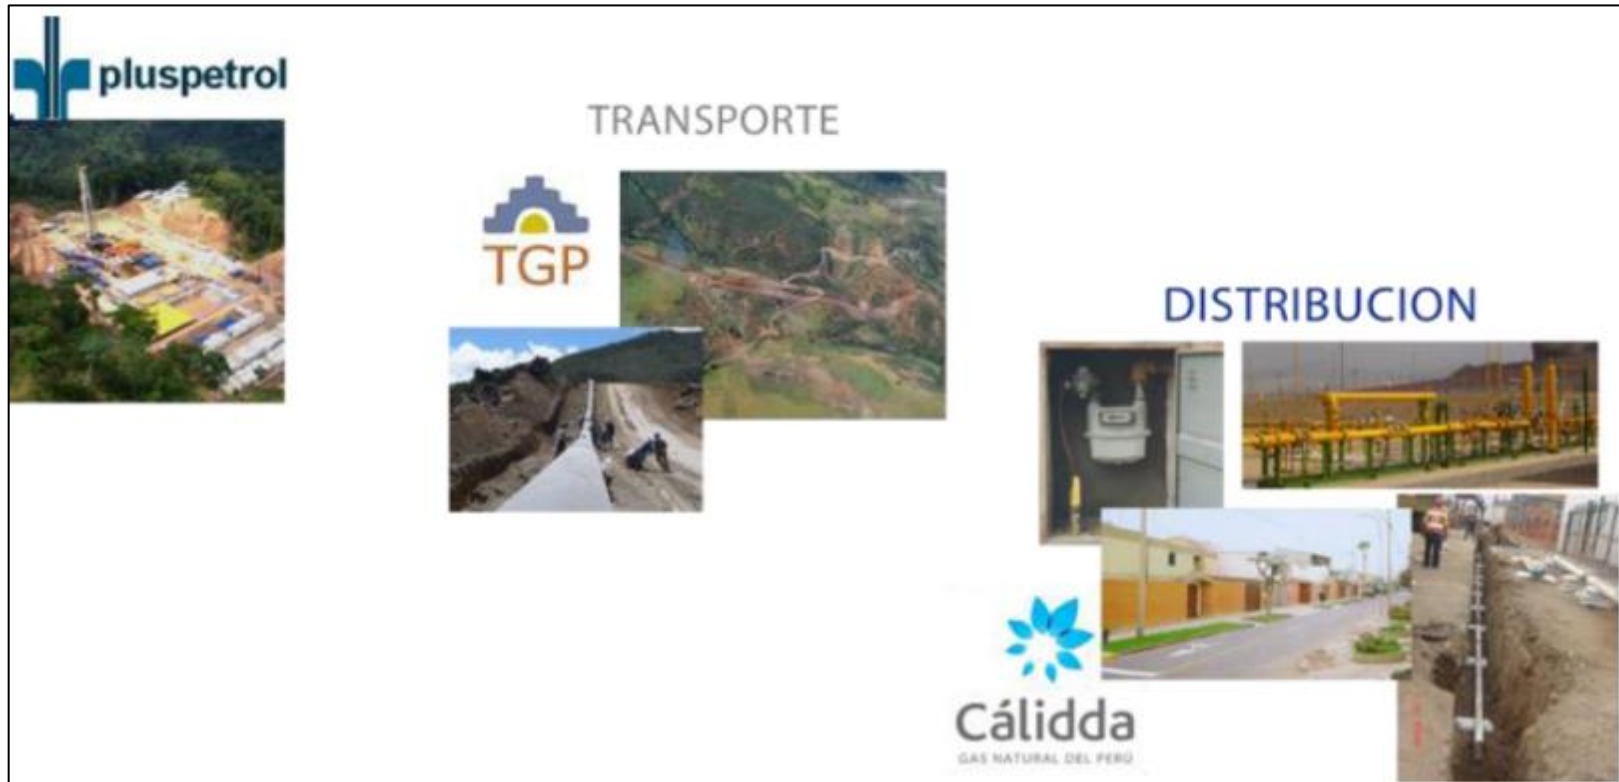 pluspetrol
TRANSPORTE
TGP
DISTRIBUCION
Cálidda
GAS NATURAL DEL PERÚ